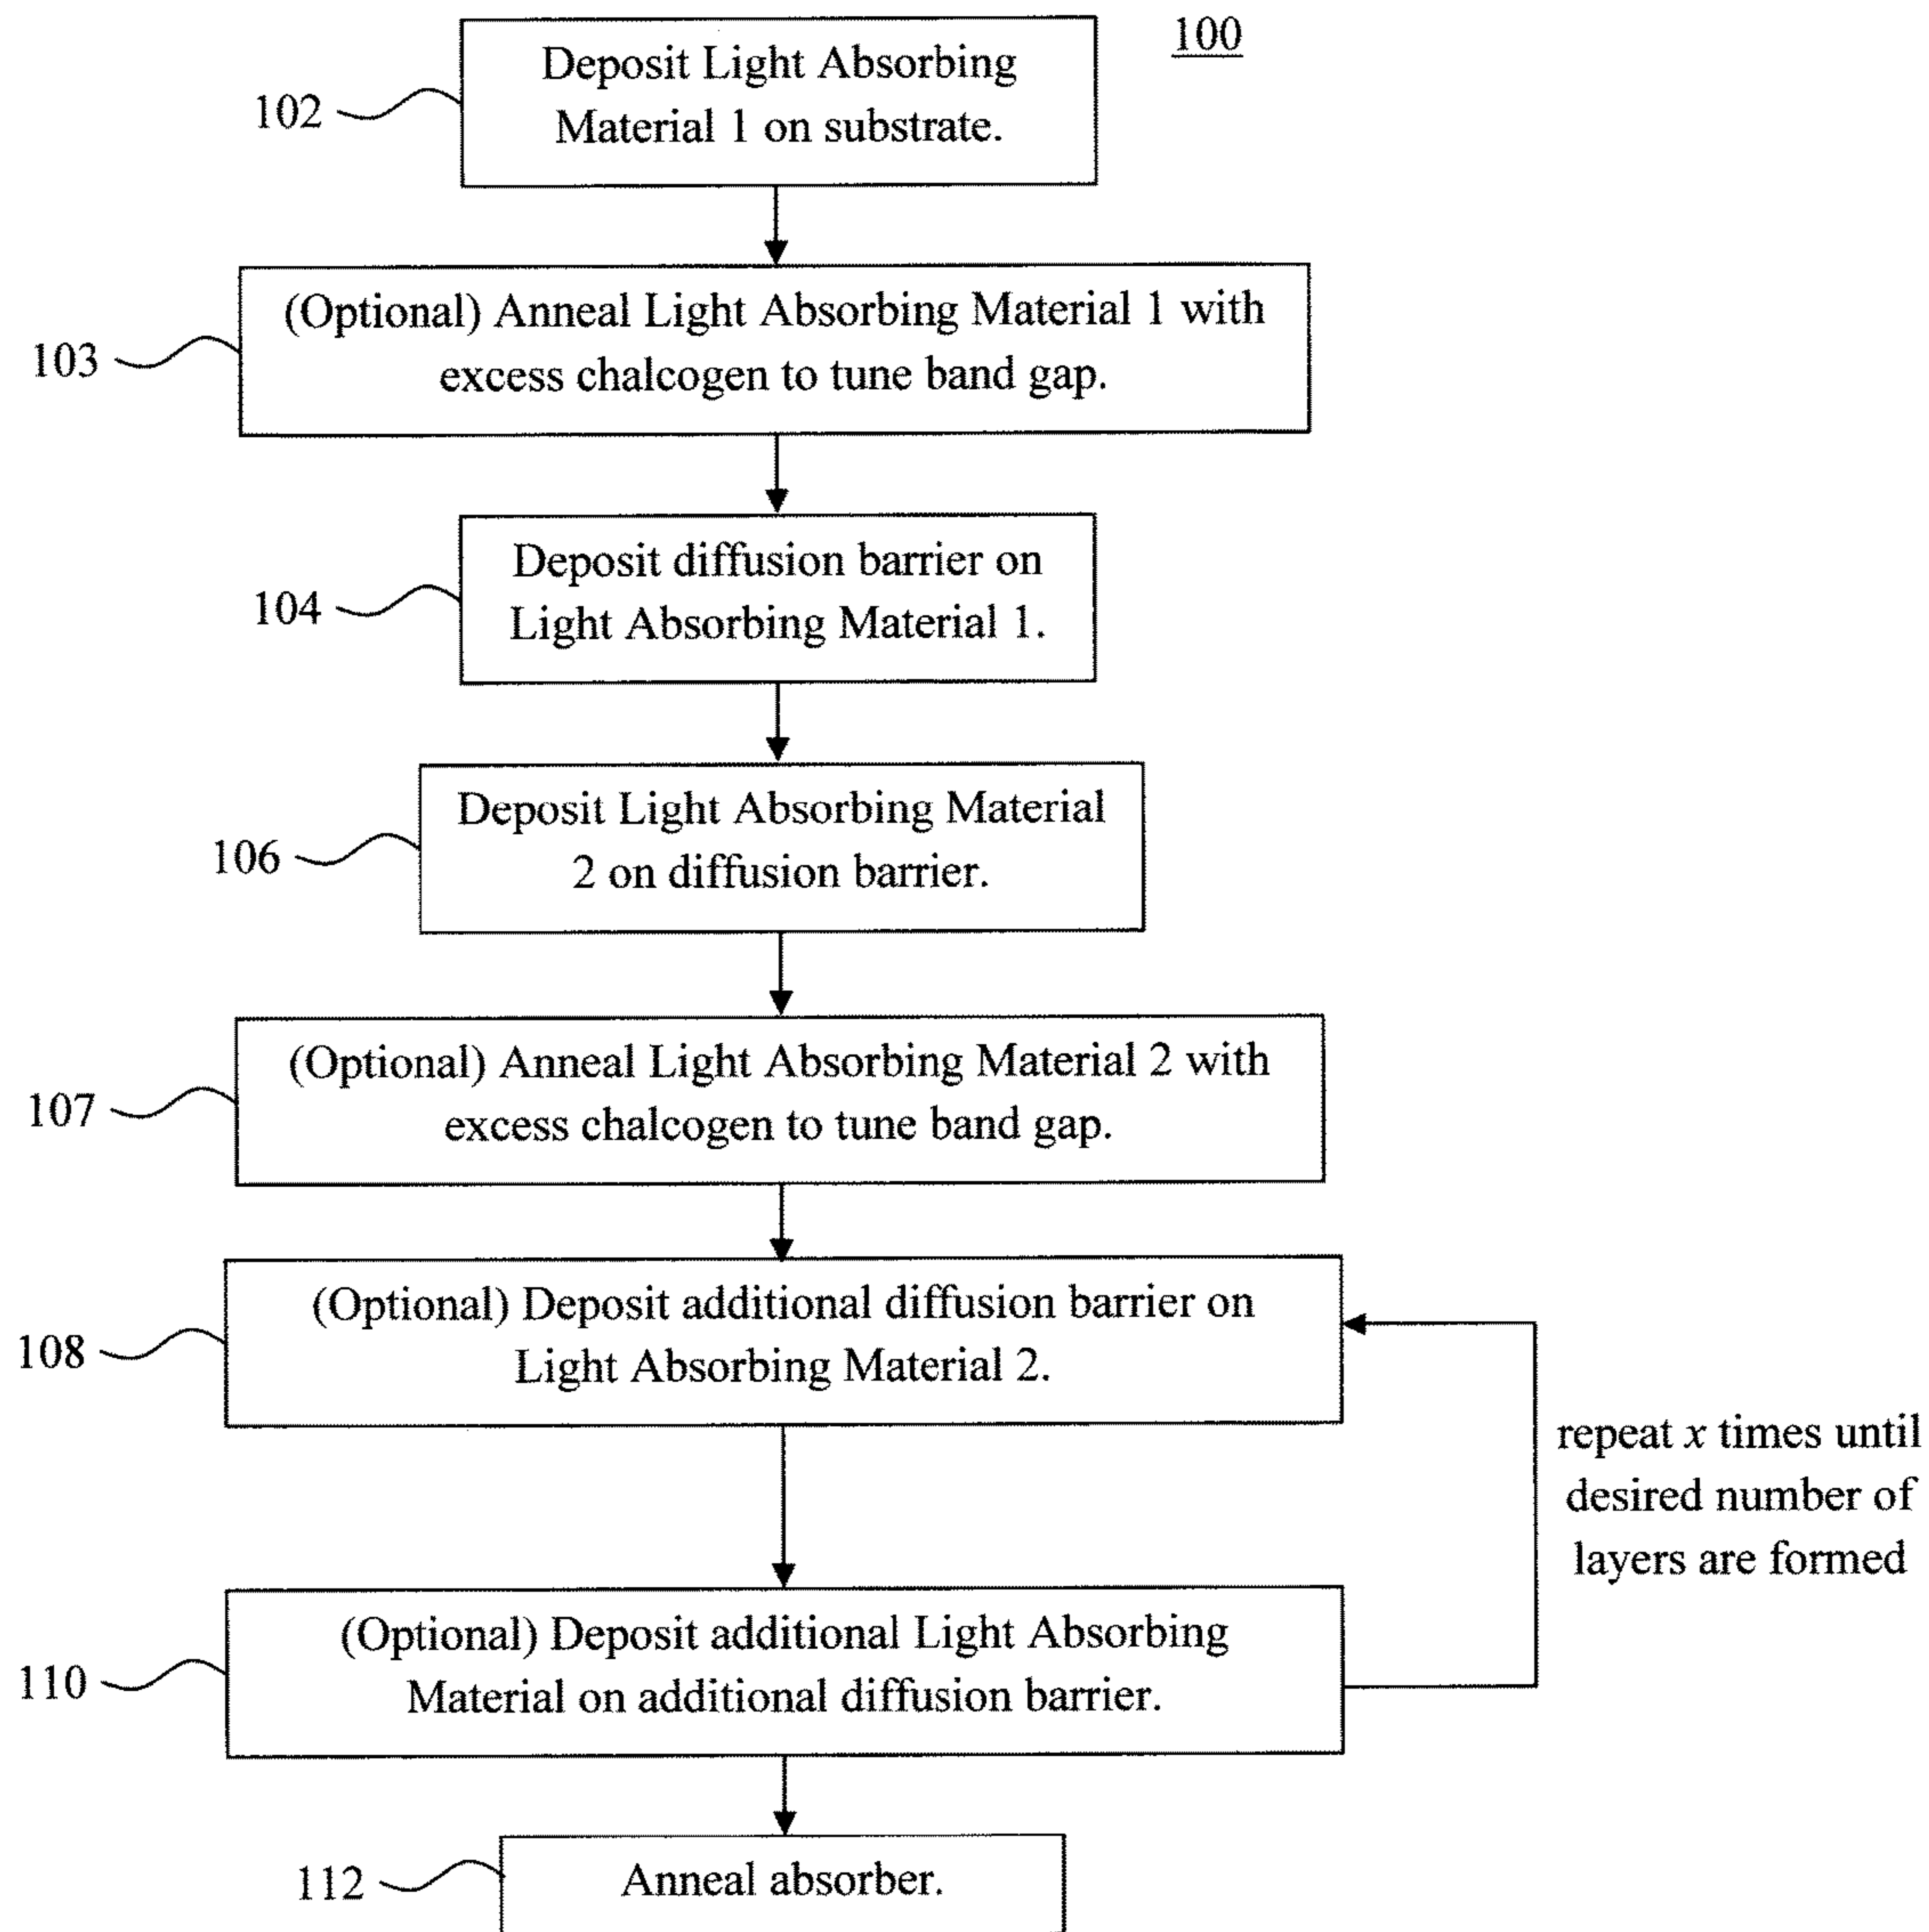 100
Deposit Light Absorbing
Material 1 on substrate.
102
(Optional) Anneal Light Absorbing Material 1 with
excess chalcogen to tune band gap.
103
Deposit diffusion barrier on
Light Absorbing Material 1.
104
Deposit Light Absorbing Material
2 on diffusion barrier.
106
(Optional) Anneal Light Absorbing Material 2 with
excess chalcogen to tune band gap.
107
(Optional) Deposit additional diffusion barrier on
Light Absorbing Material 2.
108
repeat x times until
desired number of
layers are formed
(Optional) Deposit additional Light Absorbing
Material on additional diffusion barrier.
110
Anneal absorber.
112